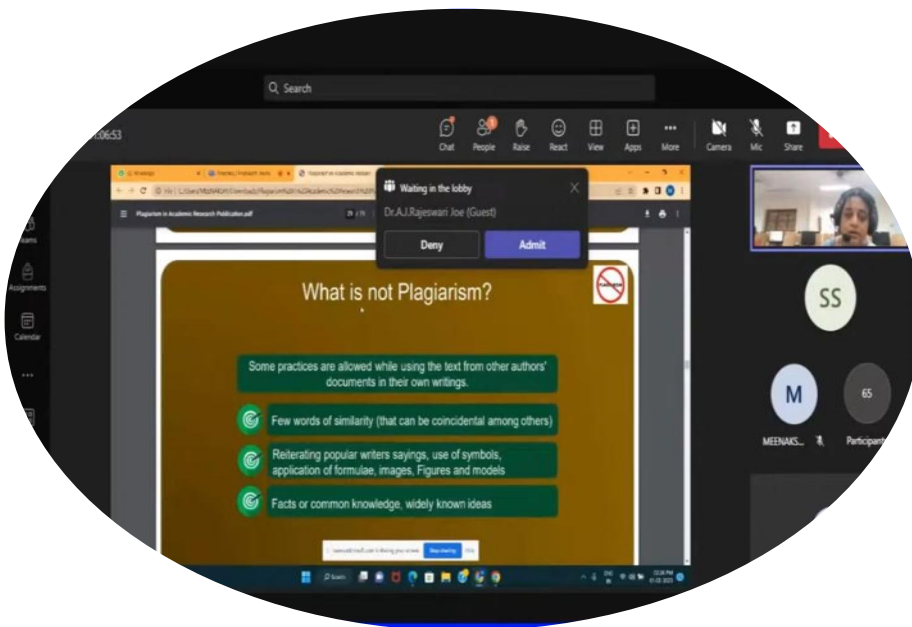 Search
:06:53
Chat People Raise React View Apps More Camera Mic Share
Waiting in the lobby
Dr.A.J.Rajeswari Joe (Guest)
Deny Admit
Plagiarism in Academic Research Publication.pdf
eams
Assignments
Calendar
What is not Plagiarism?
Some practices are allowed while using the text from other authors'
documents in their own writings.
Few words of similarity (that can be coincidental among others)
Reiterating popular writers sayings, use of symbols,
application of formulae, images, Figures and models
Facts or common knowledge, widely known ideas
Stop sharing
SS
M
65
MEENAKS...
Participant